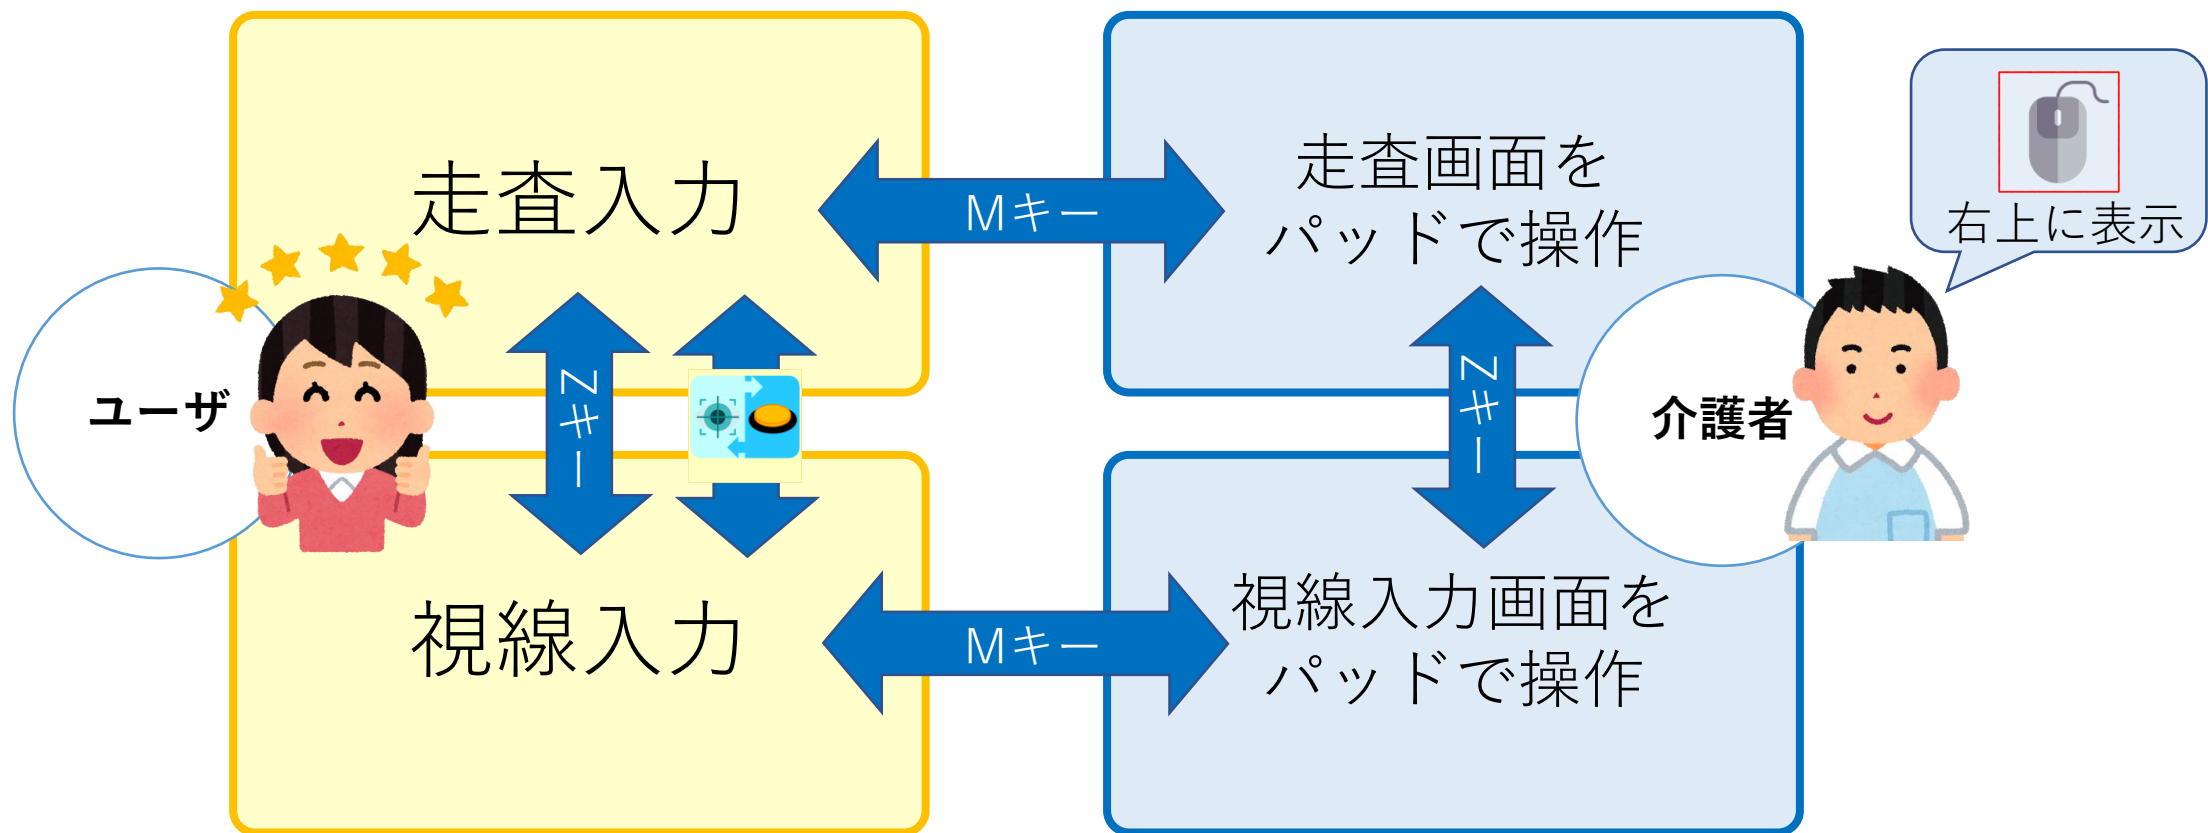 走査入力
Mキー
走査画面を
パッドで操作
右上に表示
ユーザ
Zキー
Zキー
介護者
視線入力
Mキー
視線入力画面を
パッドで操作